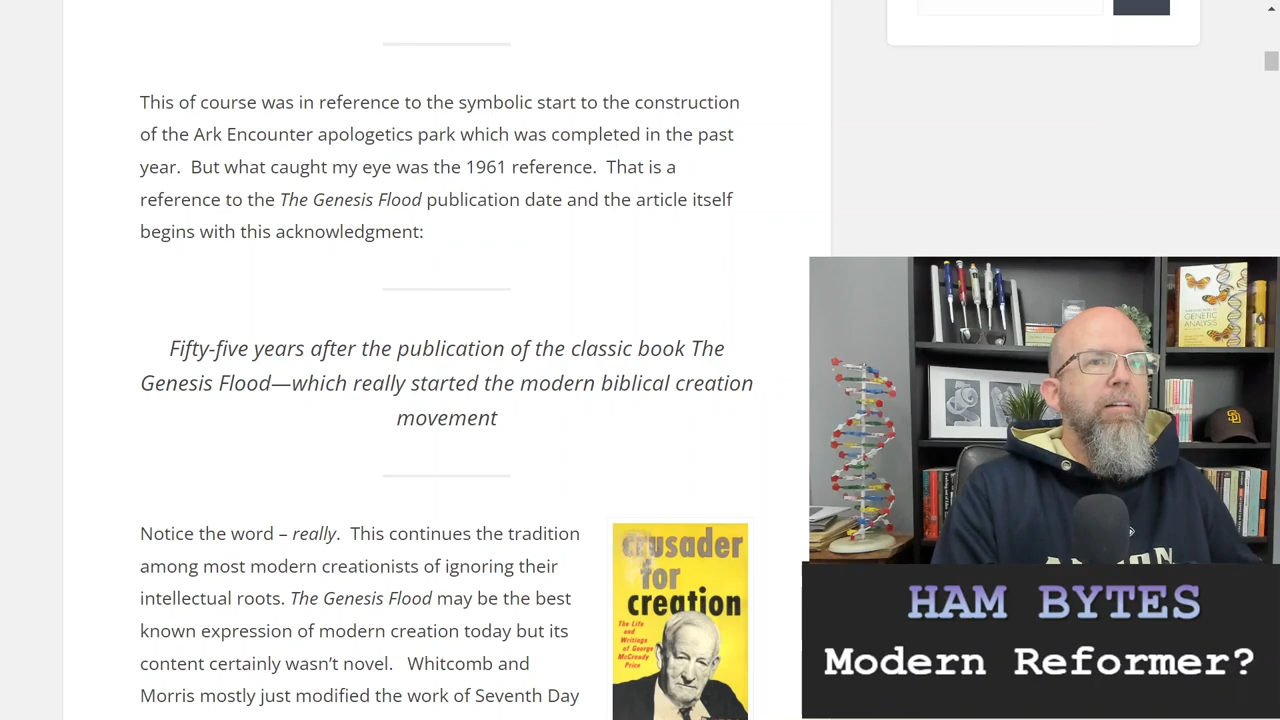 This of course was in reference to the symbolic start to the construction
of the Ark Encounter apologetics park which was completed in the past
year.  But what caught my eye was the 1961 reference.  That is a
reference to the The Genesis Flood publication date and the article itself
begins with this acknowledgment:
Fifty-five years after the publication of the classic book The
Genesis Flood—which really started the modern biblical creation
movement
Notice the word – really.  This continues the tradition
among most modern creationists of ignoring their
intellectual roots. The Genesis Flood may be the best
known expression of modern creation today but its
content certainly wasn’t novel.   Whitcomb and
Morris mostly just modified the work of Seventh Day
crusader
for
creation
The Life
and
Writings
of George
McCready
Price
GENETIC
ANALYSIS
HAM BYTES
Modern Reformer?